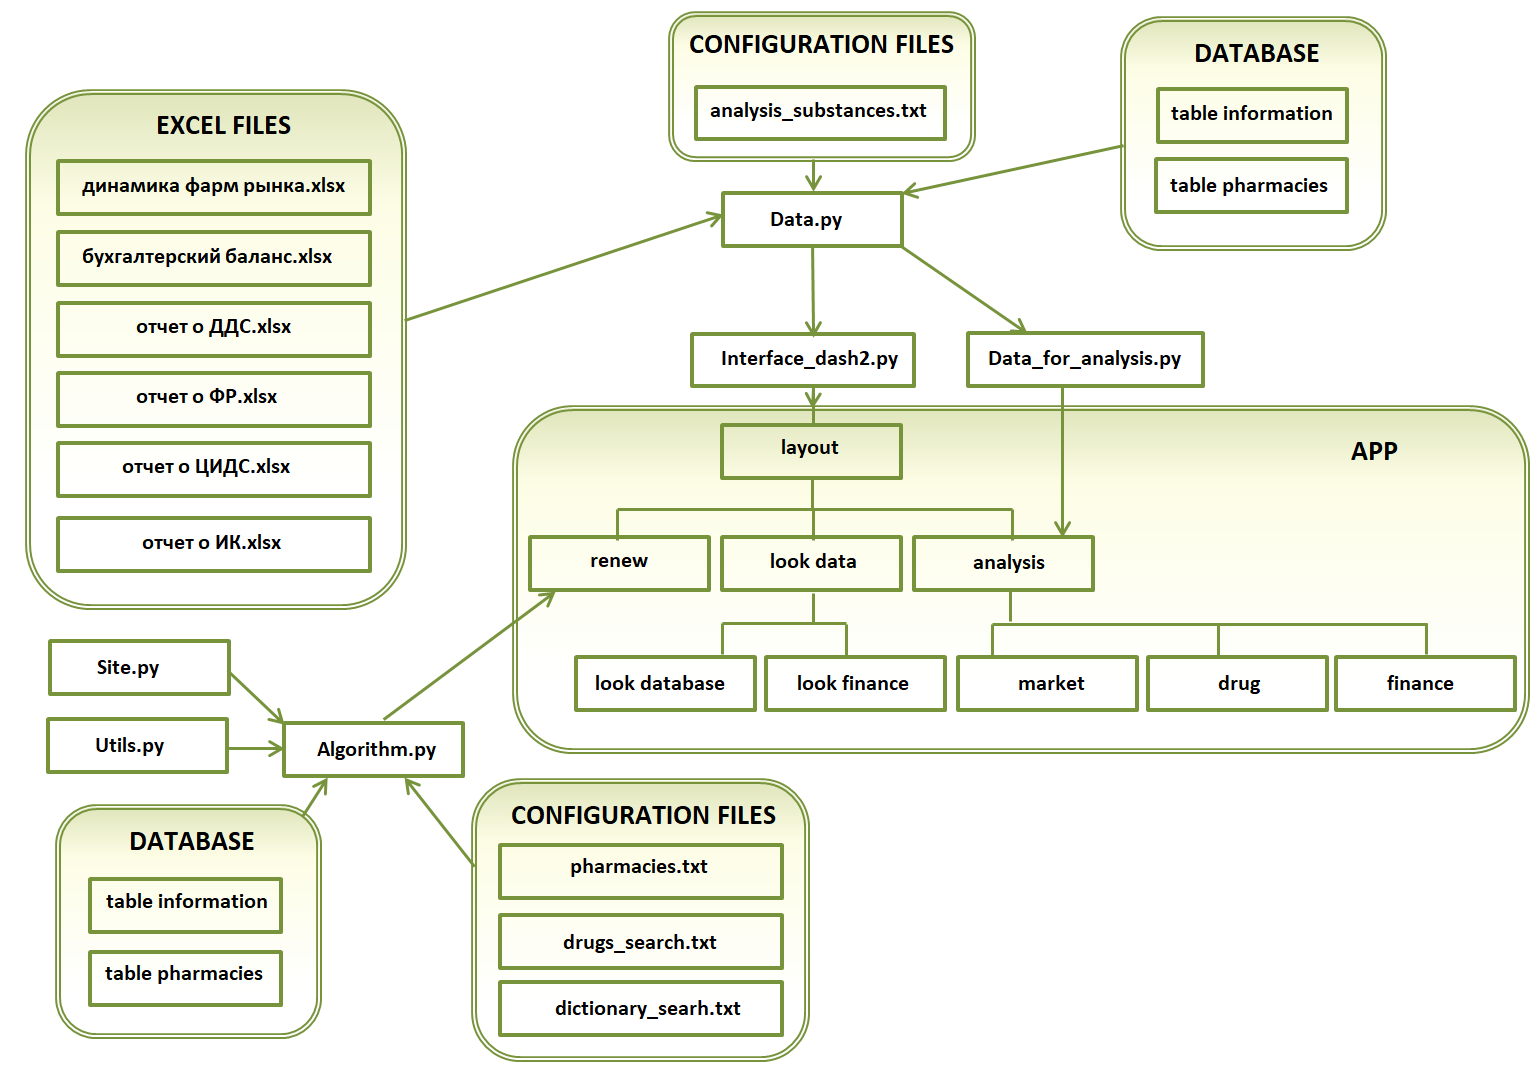 CONFIGURATION FILES
analysis_substances.txt
DATABASE
table information
table pharmacies
EXCEL FILES
динамика фарм рынка.xlsx
бухгалтерский баланс.xlsx
отчет о ДДС.xlsx
отчет о ФР.xlsx
отчет о ЦИДС.xlsx
отчет о ИК.xlsx
Data.py
Interface_dash2.py
Data_for_analysis.py
APP
layout
renew
look data
analysis
look database
look finance
market
drug
finance
Site.py
Utils.py
Algorithm.py
DATABASE
table information
table pharmacies
CONFIGURATION FILES
pharmacies.txt
drugs_search.txt
dictionary_searh.txt